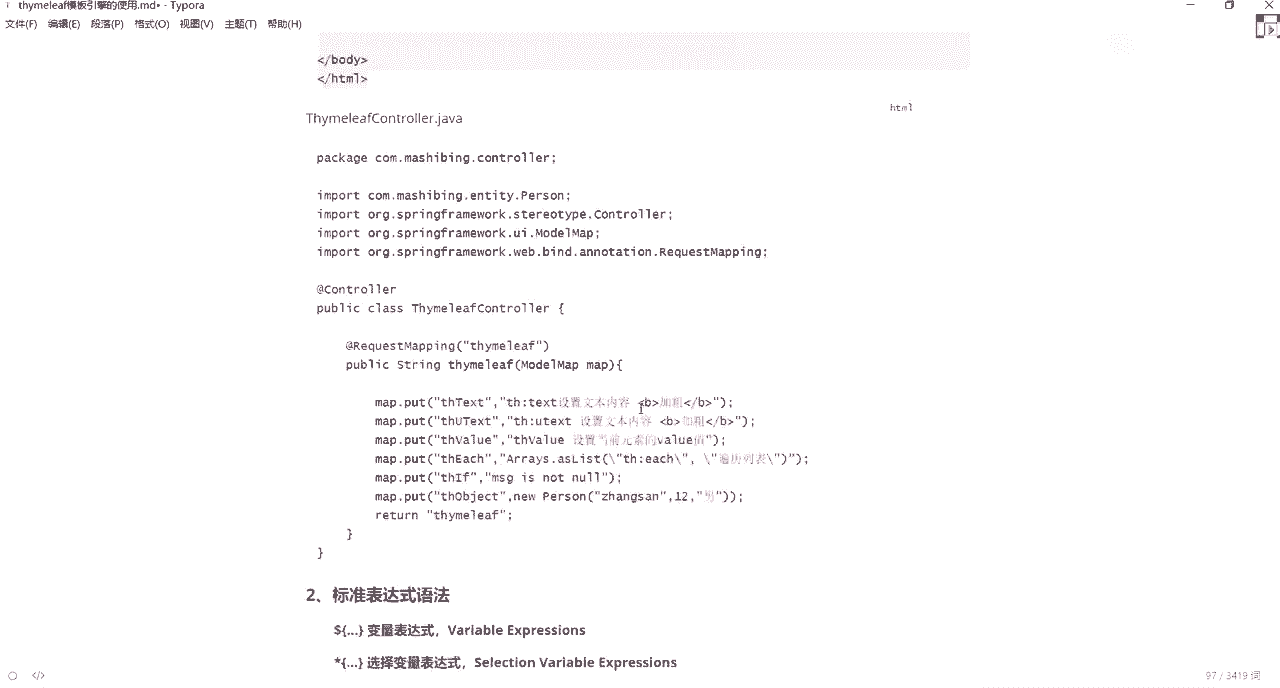 thymeleaf模板引擎的使用.md• - Typora
文件(F) 编辑(E) 段落(P) 格式(O) 视图(V) 主题(T) 帮助(H)
</body>
</html>
html
ThymeleafController.java
package com.mashibing.controller;
import com.mashibing.entity.Person;
import org.springframework.stereotype.Controller;
import org.springframework.ui.ModelMap;
import org.springframework.web.bind.annotation.RequestMapping;
@Controller
public class ThymeleafController {
@RequestMapping("thymeleaf")
public String thymeleaf(ModelMap map){
map.put("thText","th:text设置文本内容 <b>加粗</b>");
map.put("thUText","th:utext 设置文本内容 <b>加粗</b>");
map.put("thValue","thValue 设置当前元素的value值");
map.put("thEach","Arrays.asList(\"th:each\", \"遍历列表\")");
map.put("thIf","msg is not null");
map.put("thObject",new Person("zhangsan",12,"男"));
return "thymeleaf";
}
}
2、标准表达式语法
${...} 变量表达式，Variable Expressions
*{...} 选择变量表达式，Selection Variable Expressions
97 / 3419 词